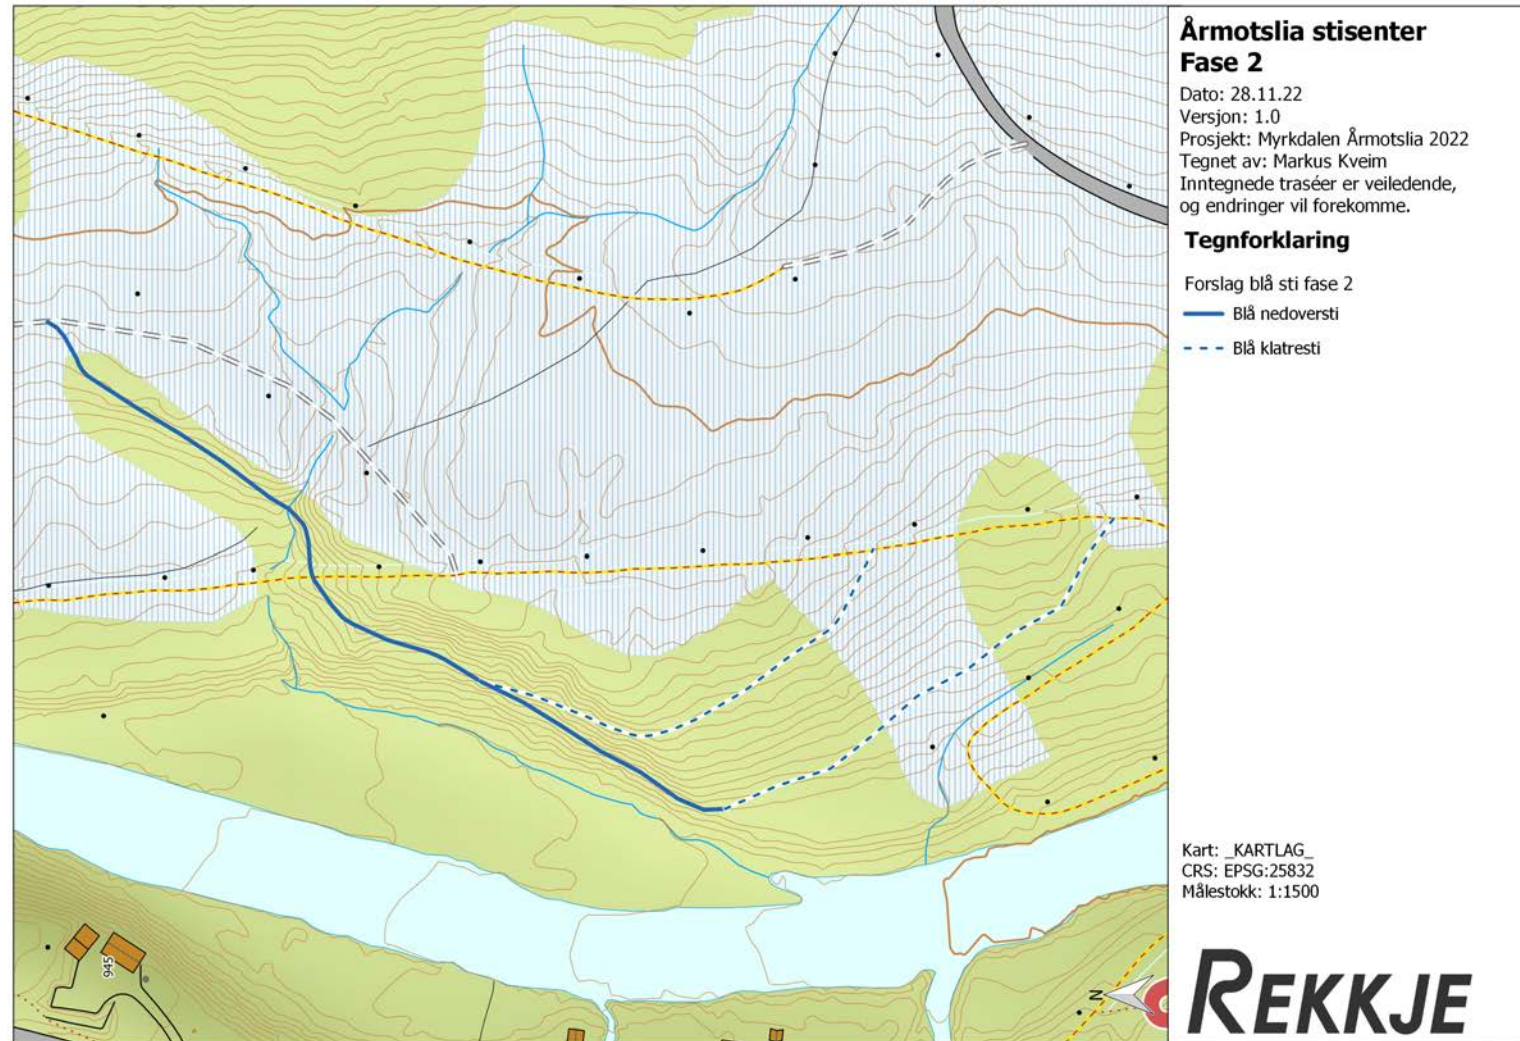 Årmotslia stisenter
Fase 2
Dato: 28.11.22
Versjon: 1.0
Prosjekt: Myrkdalen Årmotslia 2022
Tegnet av: Markus Kveim
Inntegnede traséer er veiledende,
og endringer vil forekomme.
Tegnforklaring
Forslag blå sti fase 2
Blå nedoversti
Blå klatresti
Kart: _KARTLAG_
CRS: EPSG:25832
Målestokk: 1:1500
945
N
REKKJE